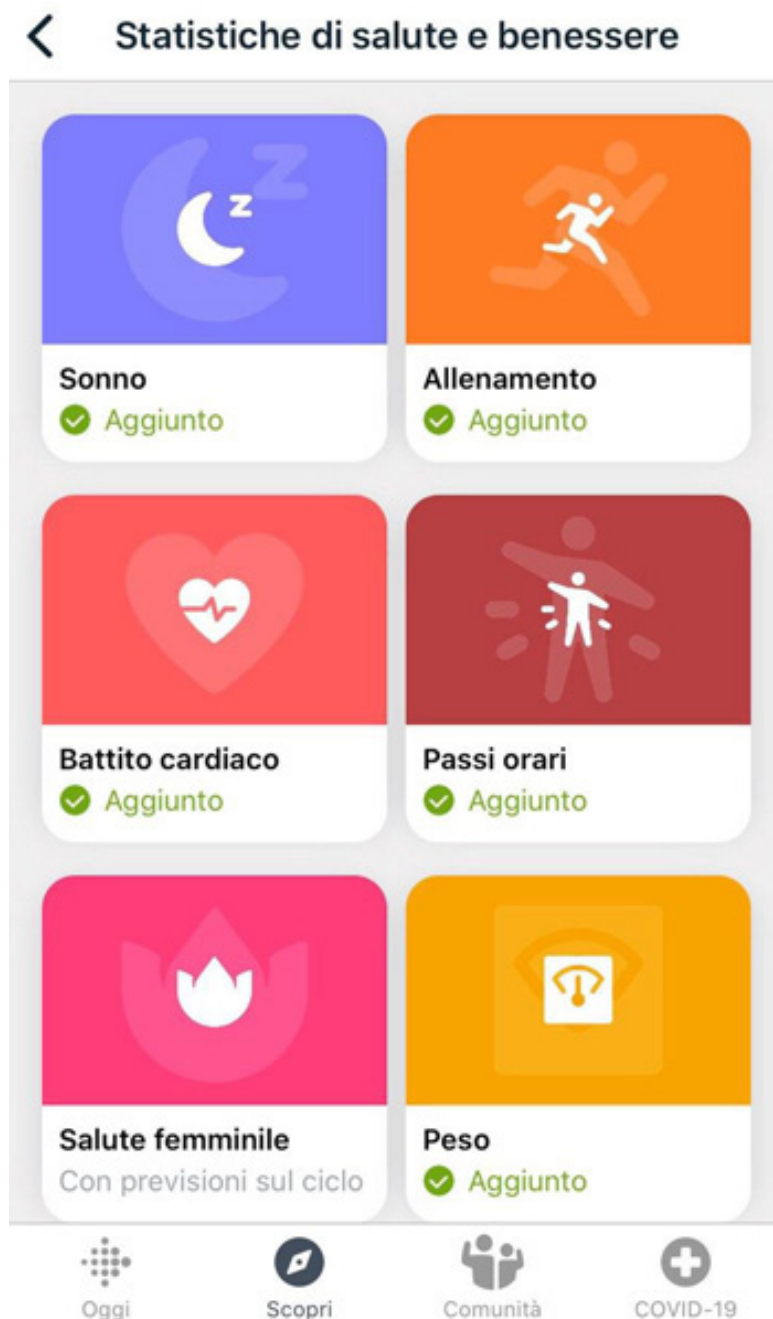 Statistiche di salute e benessere
Sonno
Aggiunto
Allenamento
Aggiunto
Battito cardiaco
Aggiunto
Passi orari
Aggiunto
Salute femminile
Con previsioni sul ciclo
Peso
Aggiunto
Oggi
Scopri
Comunità
COVID-19